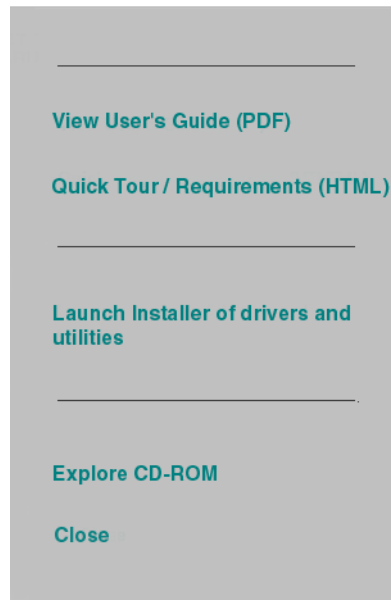 View User's Guide (PDF)
Quick Tour / Requirements (HTML)
Launch Installer of drivers and
utilities
Explore CD-ROM
Close